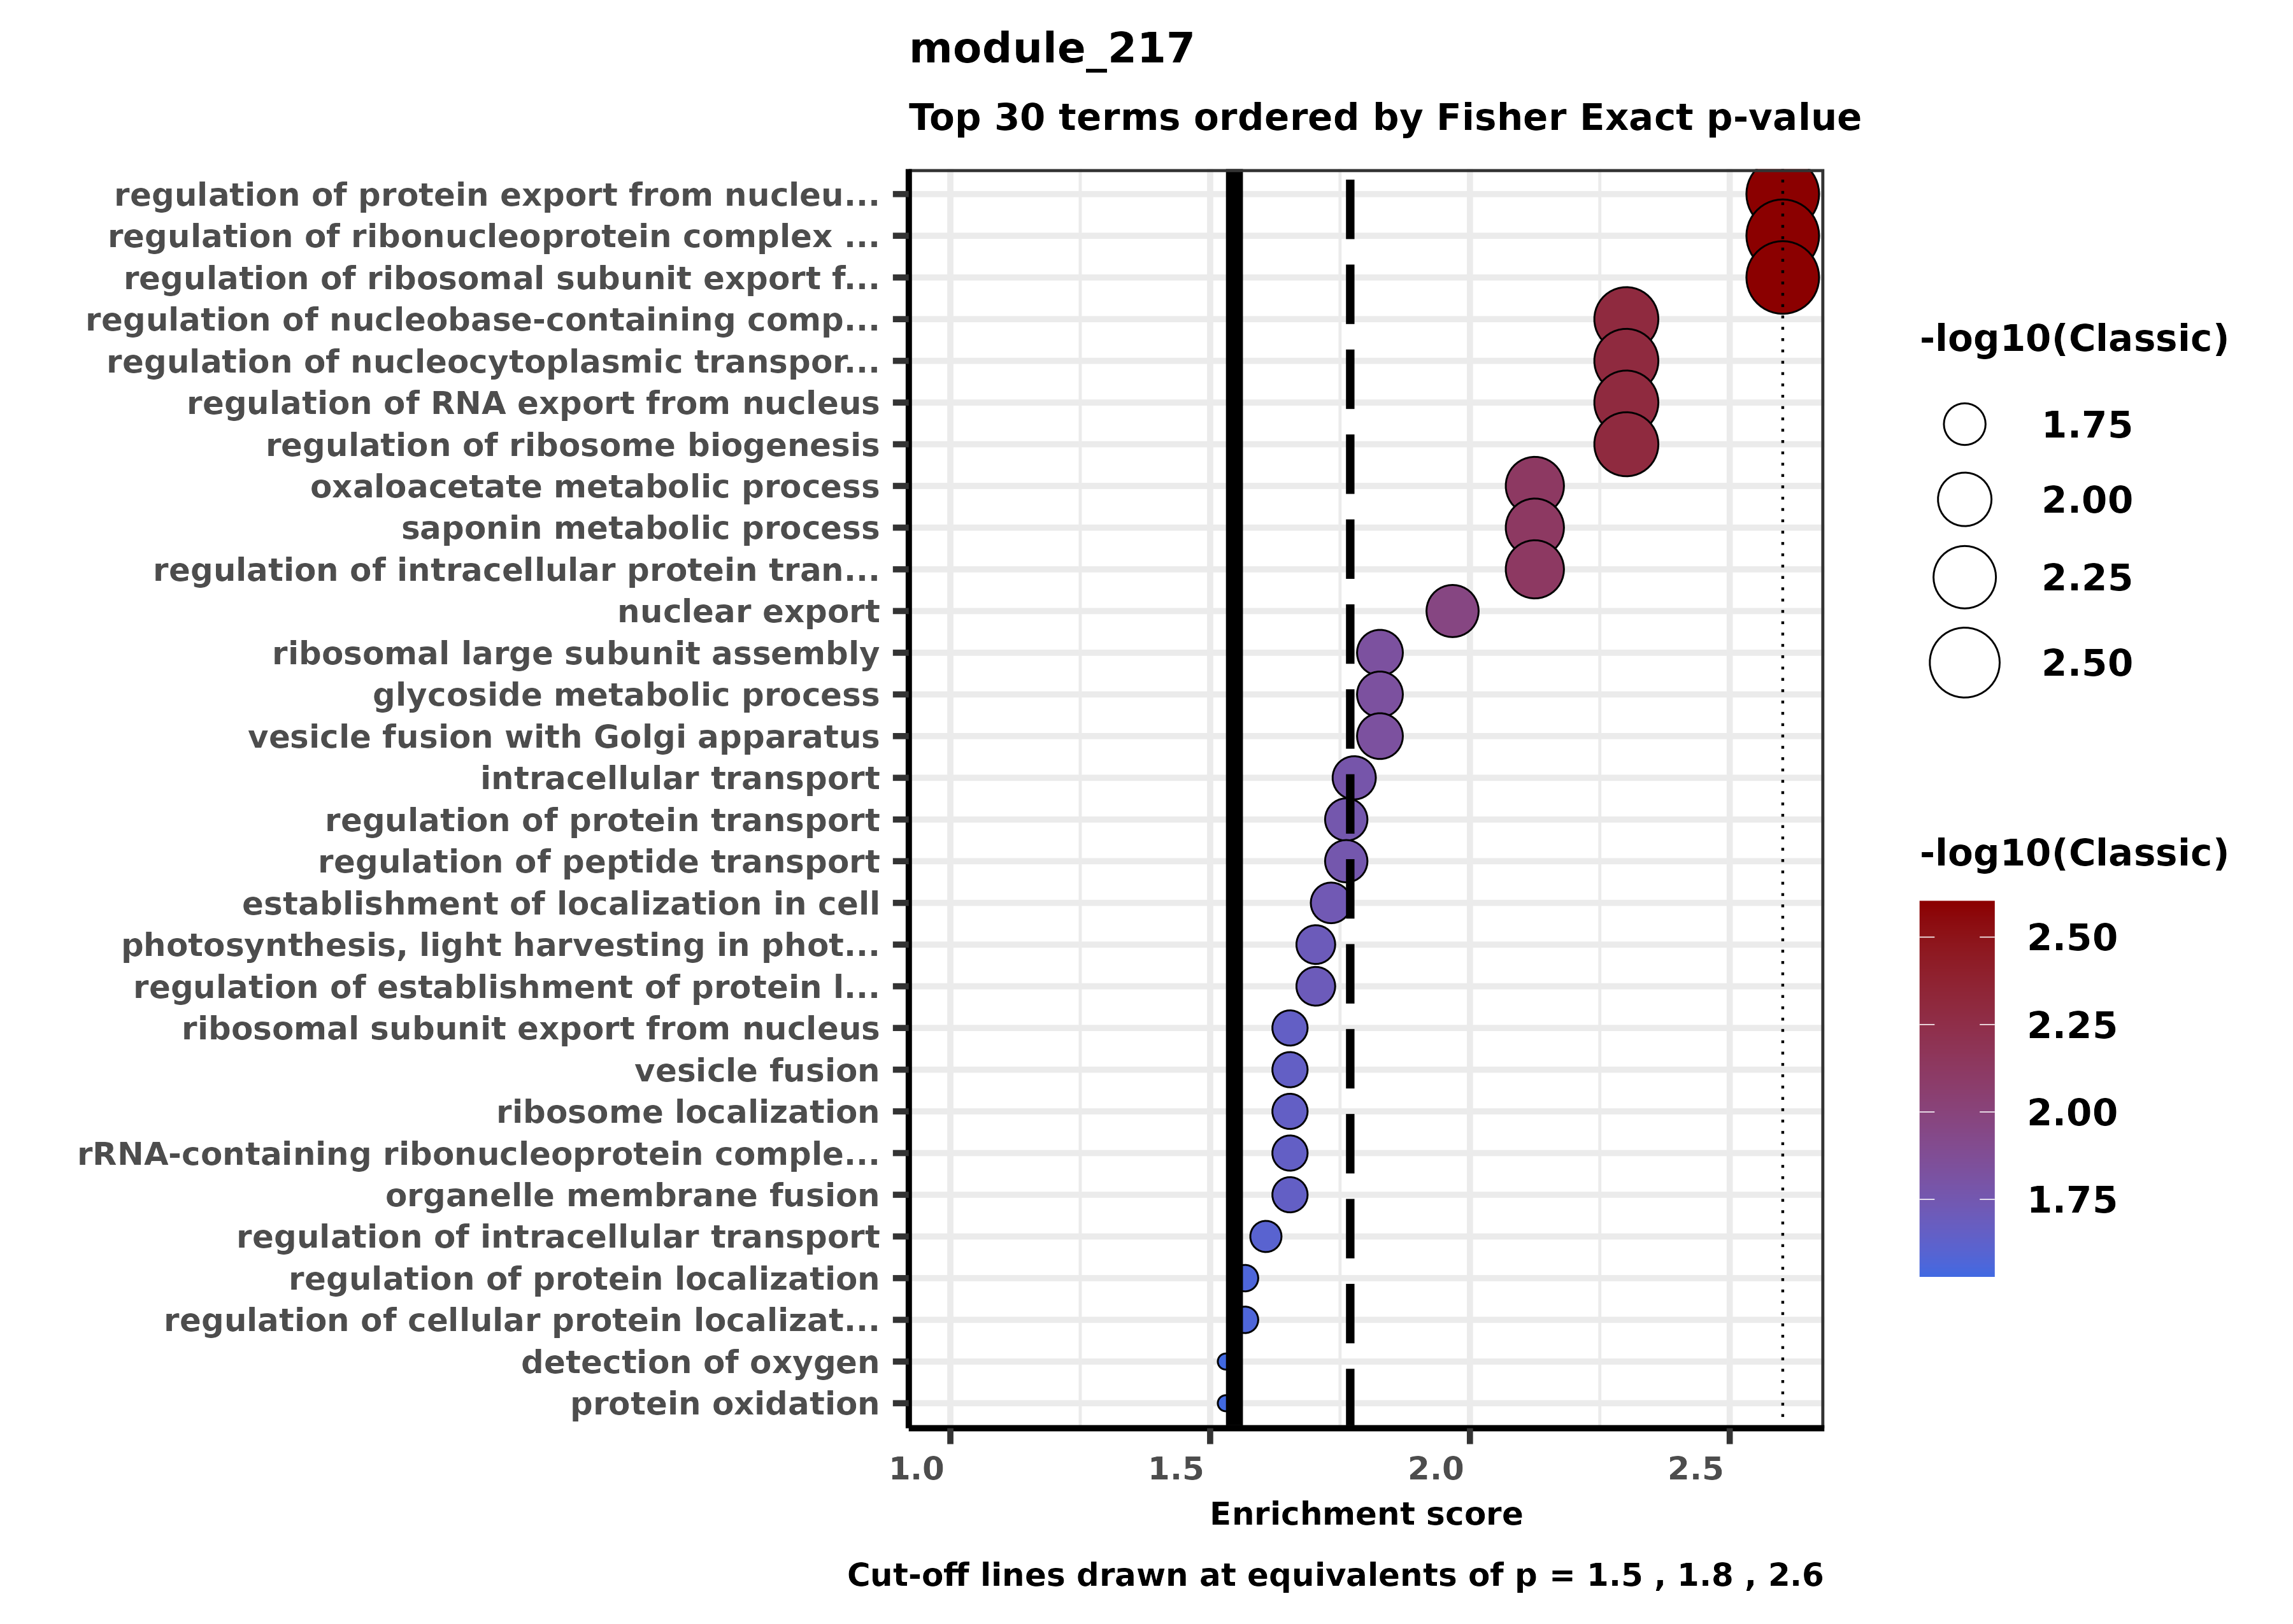 module_217
Top 30 terms ordered by Fisher Exact p-value
regulation of protein export from nucleu...
regulation of ribonucleoprotein complex ...
regulation of ribosomal subunit export f...
regulation of nucleobase-containing comp...
regulation of nucleocytoplasmic transpor...
regulation of RNA export from nucleus
regulation of ribosome biogenesis
oxaloacetate metabolic process
saponin metabolic process
regulation of intracellular protein tran...
nuclear export
ribosomal large subunit assembly
glycoside metabolic process
vesicle fusion with Golgi apparatus
intracellular transport
regulation of protein transport
regulation of peptide transport
establishment of localization in cell
photosynthesis, light harvesting in phot...
regulation of establishment of protein l...
ribosomal subunit export from nucleus
vesicle fusion
ribosome localization
rRNA-containing ribonucleoprotein comple...
organelle membrane fusion
regulation of intracellular transport
regulation of protein localization
regulation of cellular protein localizat...
detection of oxygen
protein oxidation
1.0 1.5 2.0 2.5
Enrichment score
Cut-off lines drawn at equivalents of p = 1.5 , 1.8 , 2.6
-log10(Classic)
1.75
2.00
2.25
2.50
-log10(Classic)
2.50
2.25
2.00
1.75